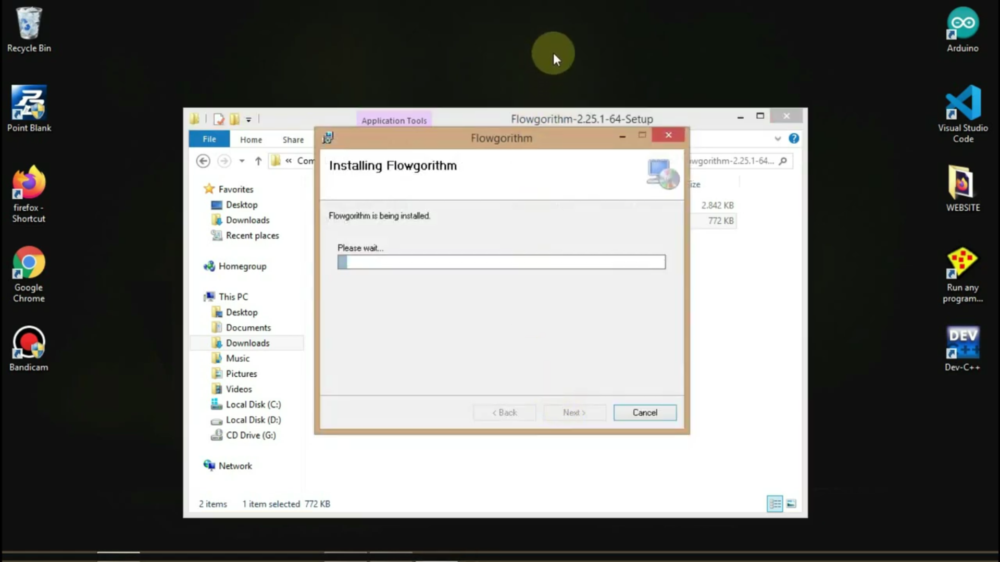 Recycle Bin
Point Blank
firefox -
Shortcut
Google
Chrome
Bandicam
Application Tools
Flowgorithm-2.25.1-64-Setup
File
Home
Share
« Com
wgorithm-2.25.1-64...
Favorites
Desktop
Downloads
Recent places
Homegroup
This PC
Desktop
Documents
Downloads
Music
Pictures
Videos
Local Disk (C:)
Local Disk (D:)
CD Drive (G:)
Network
ize
2.842 KB
772 KB
2 items
1 item selected 772 KB
Flowgorithm
Installing Flowgorithm
Flowgorithm is being installed.
Please wait...
< Back
Next >
Cancel
Arduino
Visual Studio
Code
WEBSITE
Run any
program...
DEV
C++
Dev-C++